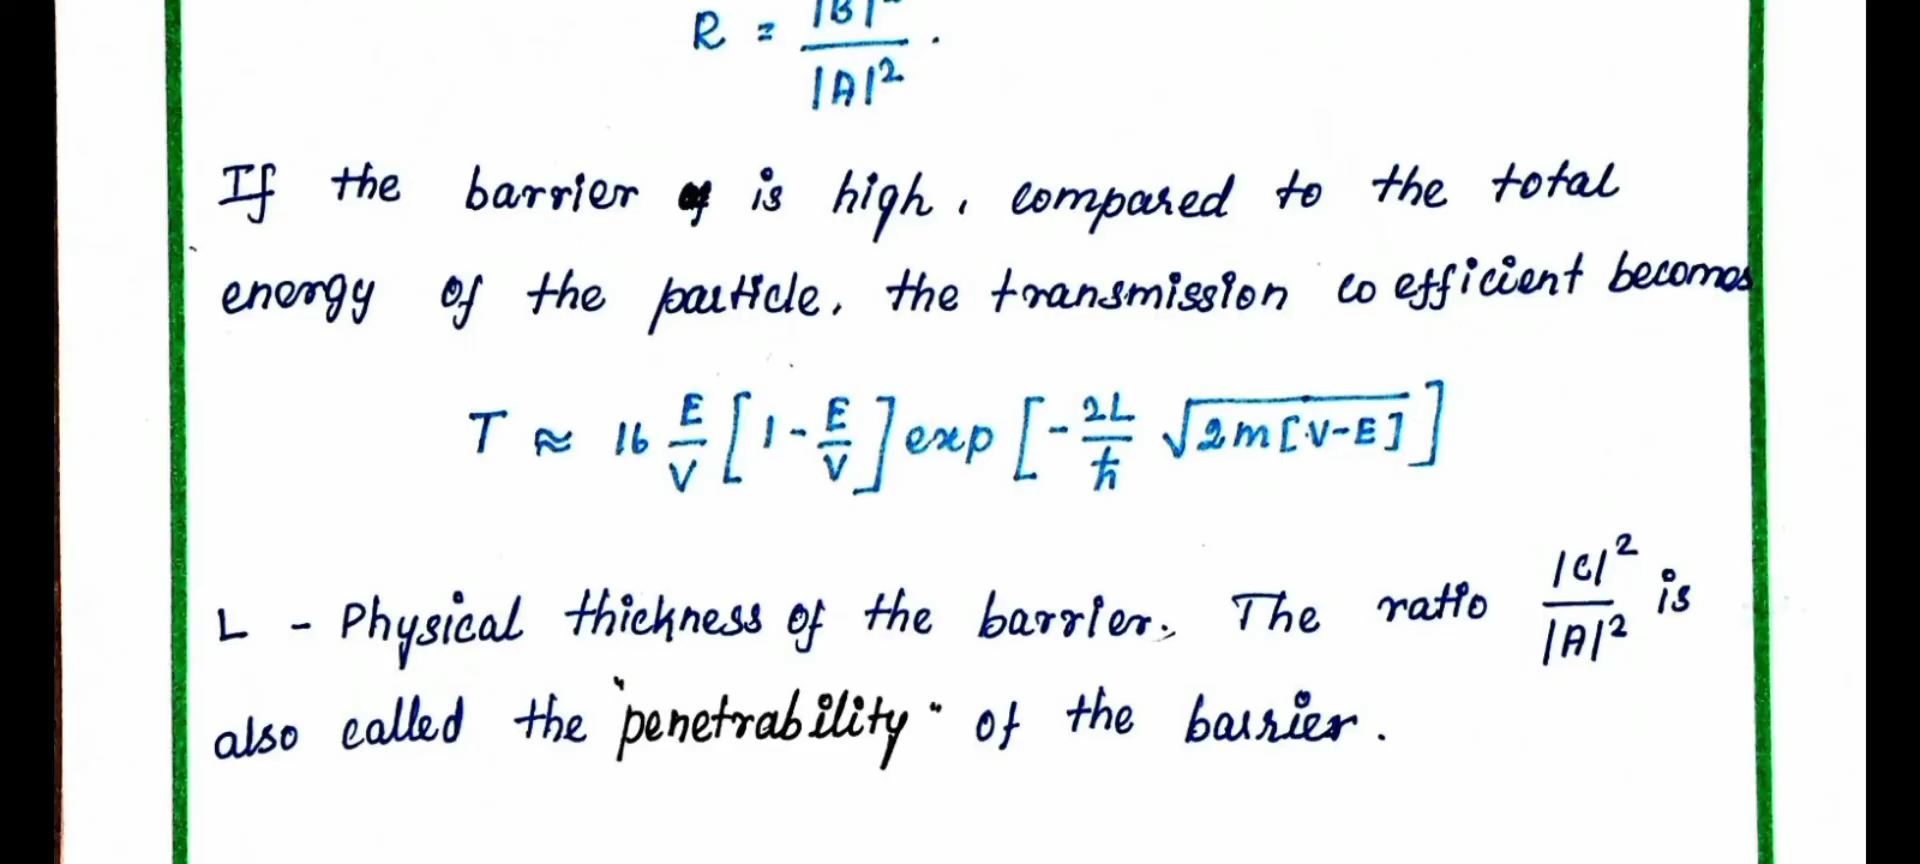 R = |B|²/|A|² .
If the barrier is high, compared to the total
energy of the particle, the transmission co efficient becomes
T ≈ 16 E/V [1 - E/V] exp [- 2L/ħ √2m[V-E]]
L - Physical thickness of the barrier. The ratio |C|²/|A|² is
also called the "penetrability" of the barrier.